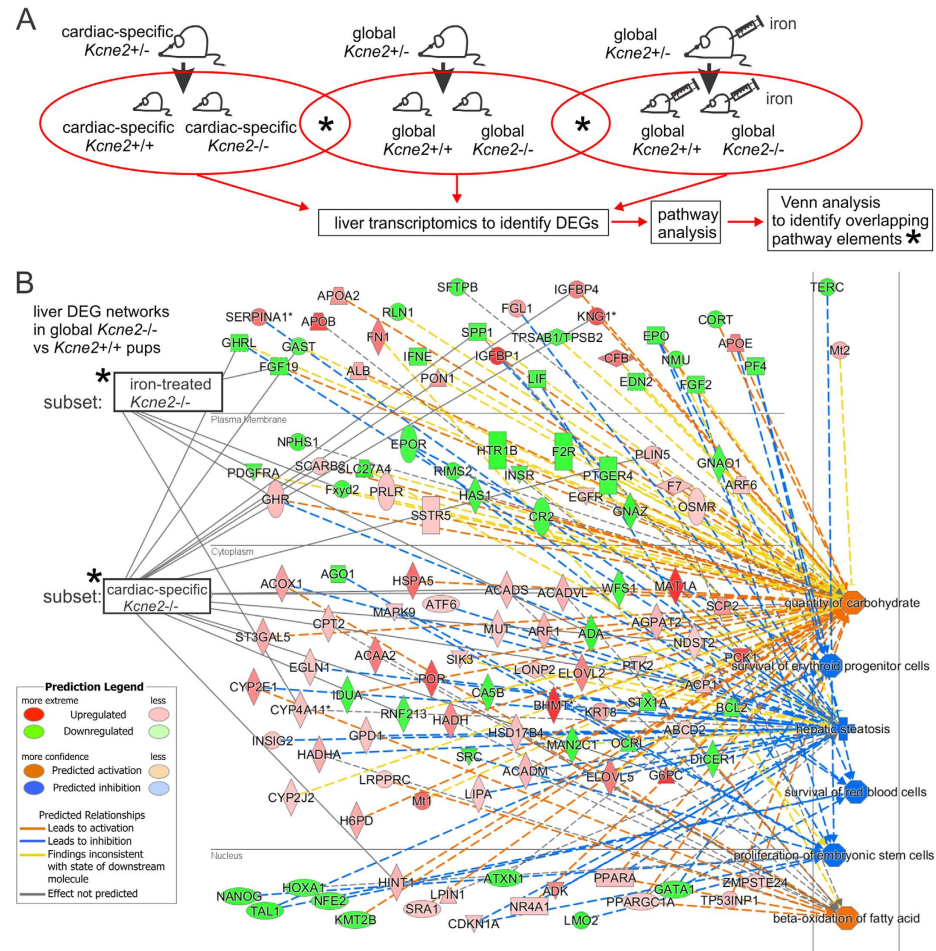 A
cardiac-specific
Kcne2+/-
global
Kcne2+/-
global
Kcne2+/-
iron
cardiac-specific
Kcne2+/+
cardiac-specific
Kcne2-/-
*
global
Kcne2+/+
global
Kcne2-/-
*
iron
global
Kcne2+/+
global
Kcne2-/-
liver transcriptomics to identify DEGs
pathway
analysis
Venn analysis
to identify overlapping
pathway elements *
B
liver DEG networks
in global Kcne2-/-
vs Kcne2+/+ pups
*
subset:
iron-treated
Kcne2-/-
*
subset:
cardiac-specific
Kcne2-/-
SFTPB
IGFBP4
TERC
APOA2
RLN1
FGL1
KNG1*
SERPINA1*
APOB
CORT
GHRL
GAST
FN1
SPP1
TPSAB1/TPSB2
EPO
APOE
Mt2
IFNE
IGFBP1
CFB
NMU
PF4
FGF19
ALB
PON1
LIF
EDN2
FGF2
Plasma Membrane
NPHS1
EPOR
HTR1B
F2R
PLIN5
GNAO1
SCARB2
SLC27A4
RIMS2
INSR
PTGER4
PDGFRA
Fxyd2
PRLR
HAS1
EGFR
F7
ARF6
GHR
SSTR5
CR2
GNAZ
OSMR
Cytoplasm
ACOX1
AGO1
HSPA5
ACADS
ACADVL
WFS1
MAT1A
quantity of carbohydrate
MAPK9
ATF6
SCP2
ST3GAL5
CPT2
MUT
ARF1
ADA
AGPAT2
NDST2
ACAA2
SIK3
PCK1
EGLN1
POR
LONP2
ELOVL2
PTK2
survival of erythroid progenitor cells
CYP2E1
IDUA
CA5B
ACP1*
CYP4A11*
RNF213
HADH
BHMT*
KRT8
STX1A
BCL2
INSIG2
GPD1
HSD17B4
MAN2C1
OCRL
ABCD2
hepatic steatosis
HADHA
SRC
DICER1
LRPPRC
ACADM
ELOVL5
G6PC
CYP2J2
Mt1
LIPA
survival of red blood cells
H6PD
Nucleus
proliferation of embryonic stem cells
NANOG
HOXA1
HINT1
ATXN1
PPARA
GATA1
ZMPSTE24
TAL1
NFE2
LPIN1
ADK
KMT2B
SRA1
NR4A1
PPARGC1A
TP53INP1
CDKN1A
LMO2
beta-oxidation of fatty acid
Prediction Legend
more extreme
less
Upregulated
Downregulated
more confidence
less
Predicted activation
Predicted inhibition
Predicted Relationships
Leads to activation
Leads to inhibition
Findings inconsistent
with state of downstream
molecule
Effect not predicted